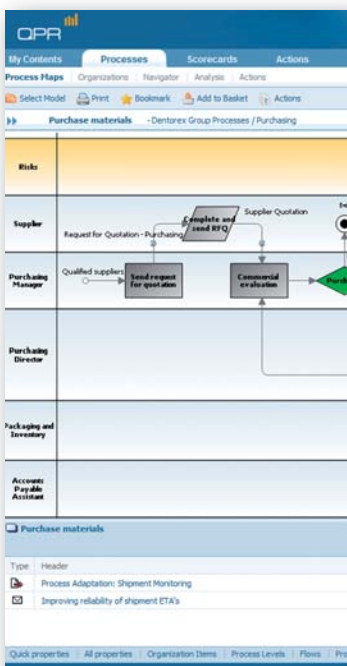 QPR
My Contents Processes Scorecards Actions
Process Maps Organizations Navigator Analysis Actions
Select Model Print Bookmark Add to Basket Actions
Purchase materials - Dentorex Group Processes / Purchasing
Risks
Supplier
Complete and
send RFQ
Supplier Quotation
Request for Quotation - Purchasing
Purchasing
Manager
Qualified suppliers
Send request
for quotation
Commercial
evaluation
Purch
Purchasing
Director
Packaging and
Inventory
Accounts
Payable
Assistant
Purchase materials
Type Header
Process Adaptation: Shipment Monitoring
Improving reliability of shipment ETA's
Quick properties All properties Organization Items Process Levels Flows Pro